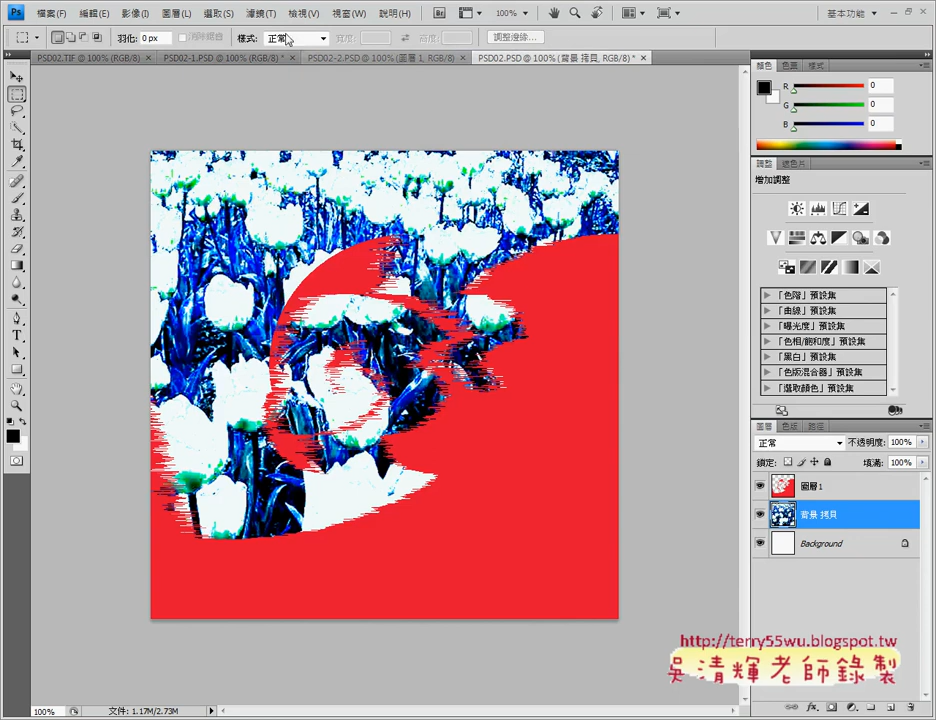 Ps 檔案(F) 編輯(E) 影像(I) 圖層(L) 選取(S) 濾鏡(T) 檢視(V) 視窗(W) 說明(H) Br 100% 基本功能
羽化: 0 px 消除鋸齒 樣式: 正常 寬度: 高度: 調整邊緣...
PSD02.TIF @ 100%(RGB/8) PSD02-1.PSD @ 100%(RGB/8) * PSD02-2.PSD @ 100%(圖層 1, RGB/8) PSD02.PSD @ 100%(背景 拷貝, RGB/8) *
顏色 色票 樣式
R 0
G 0
B 0
調整 遮色片
增加調整
「色階」預設集
「曲線」預設集
「曝光度」預設集
「色相/飽和度」預設集
「黑白」預設集
「色版混合器」預設集
「選取顏色」預設集
圖層 色版 路徑
正常 不透明度: 100%
鎖定: 填滿: 100%
圖層 1
背景 拷貝
Background
http://terry55wu.blogspot.tw
吳清輝老師錄製
100% 文件: 1.17M/2.73M